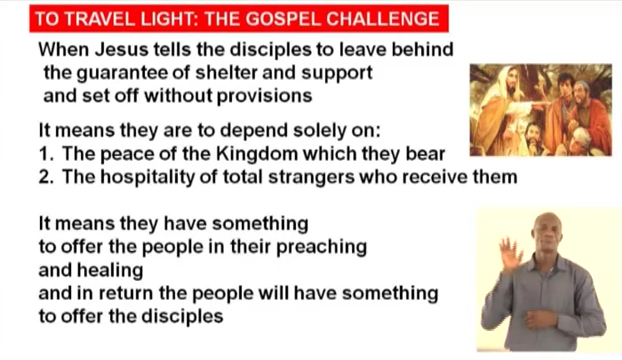 TO TRAVEL LIGHT: THE GOSPEL CHALLENGE
When Jesus tells the disciples to leave behind
the guarantee of shelter and support
and set off without provisions
It means they are to depend solely on:
1. The peace of the Kingdom which they bear
2. The hospitality of total strangers who receive them
It means they have something
to offer the people in their preaching
and healing
and in return the people will have something
to offer the disciples